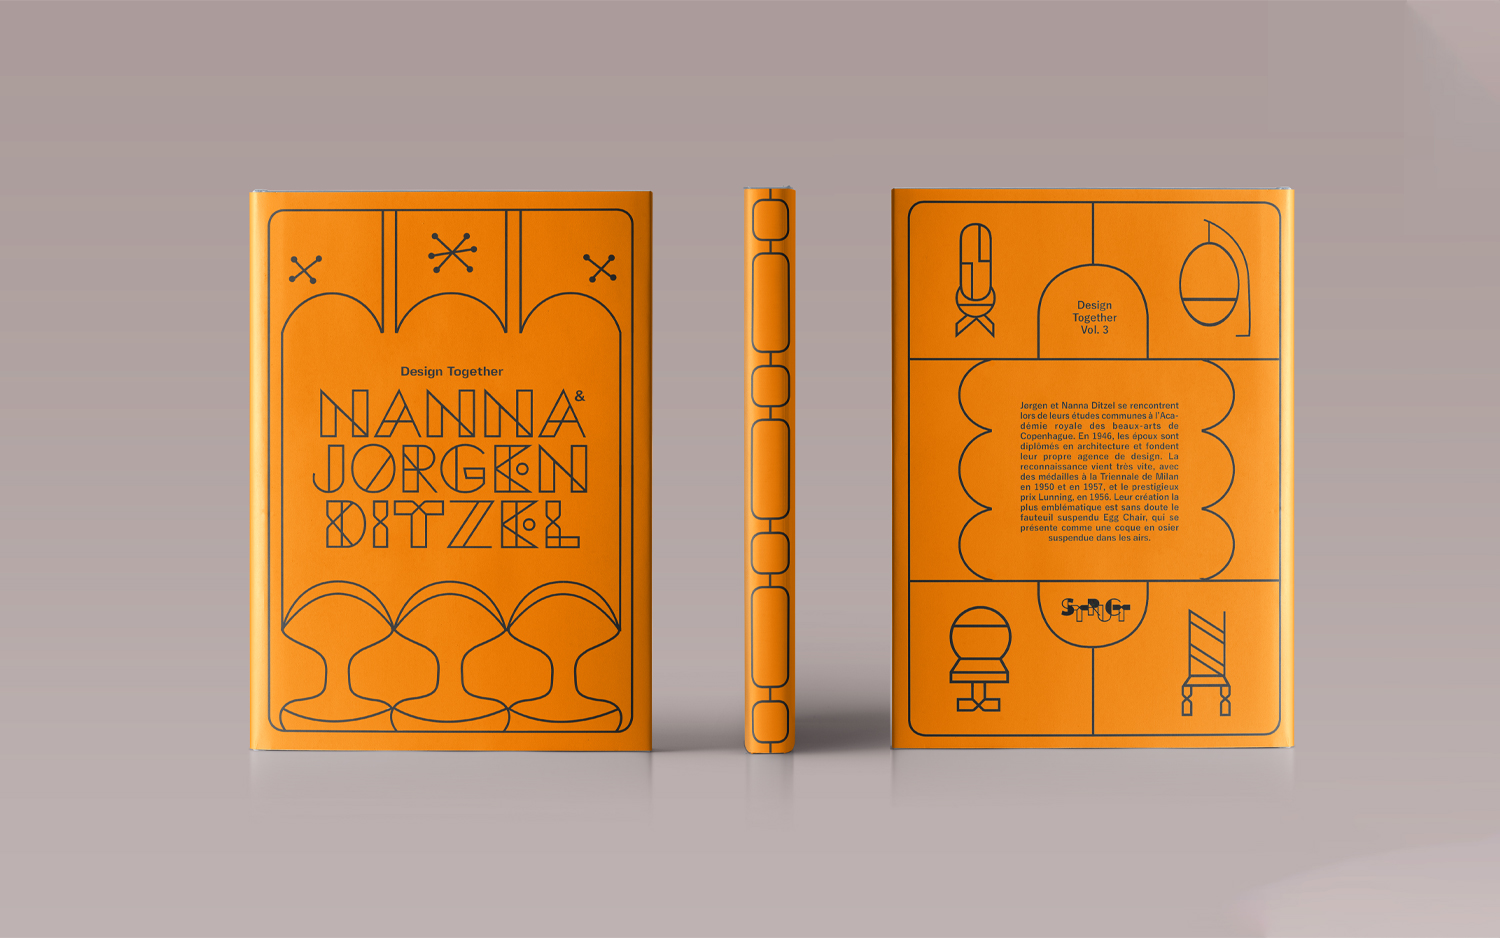 Design Together
NANNA &
JØRGEN
DITZEL
Design
Together
Vol. 3
Jørgen et Nanna Ditzel se rencontrent
lors de leurs études communes à l'Aca-
démie royale des beaux-arts de
Copenhague. En 1946, les époux sont
diplômés en architecture et fondent
leur propre agence de design. La
reconnaissance vient très vite, avec
des médailles à la Triennale de Milan
en 1950 et en 1957, et le prestigieux
prix Lunning, en 1956. Leur création la
plus emblématique est sans doute le
fauteuil suspendu Egg Chair, qui se
présente comme une coque en osier
suspendue dans les airs.